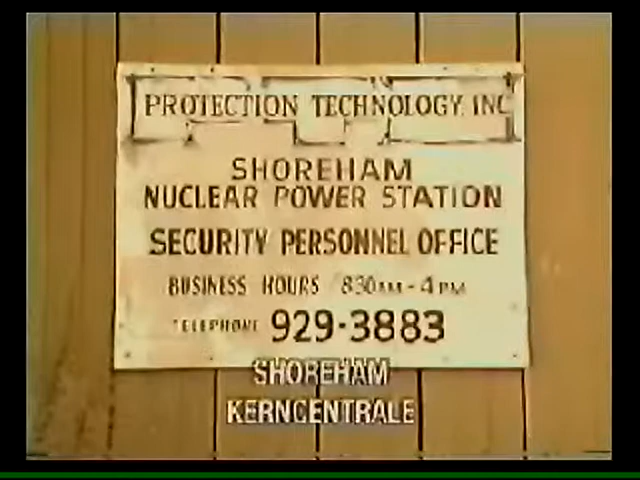 PROTECTION TECHNOLOGY, INC
SHOREHAM
NUCLEAR POWER STATION
SECURITY PERSONNEL OFFICE
BUSINESS HOURS 830AM-4PM
TELEPHONE 929-3883
SHOREHAM
KERNCENTRALE